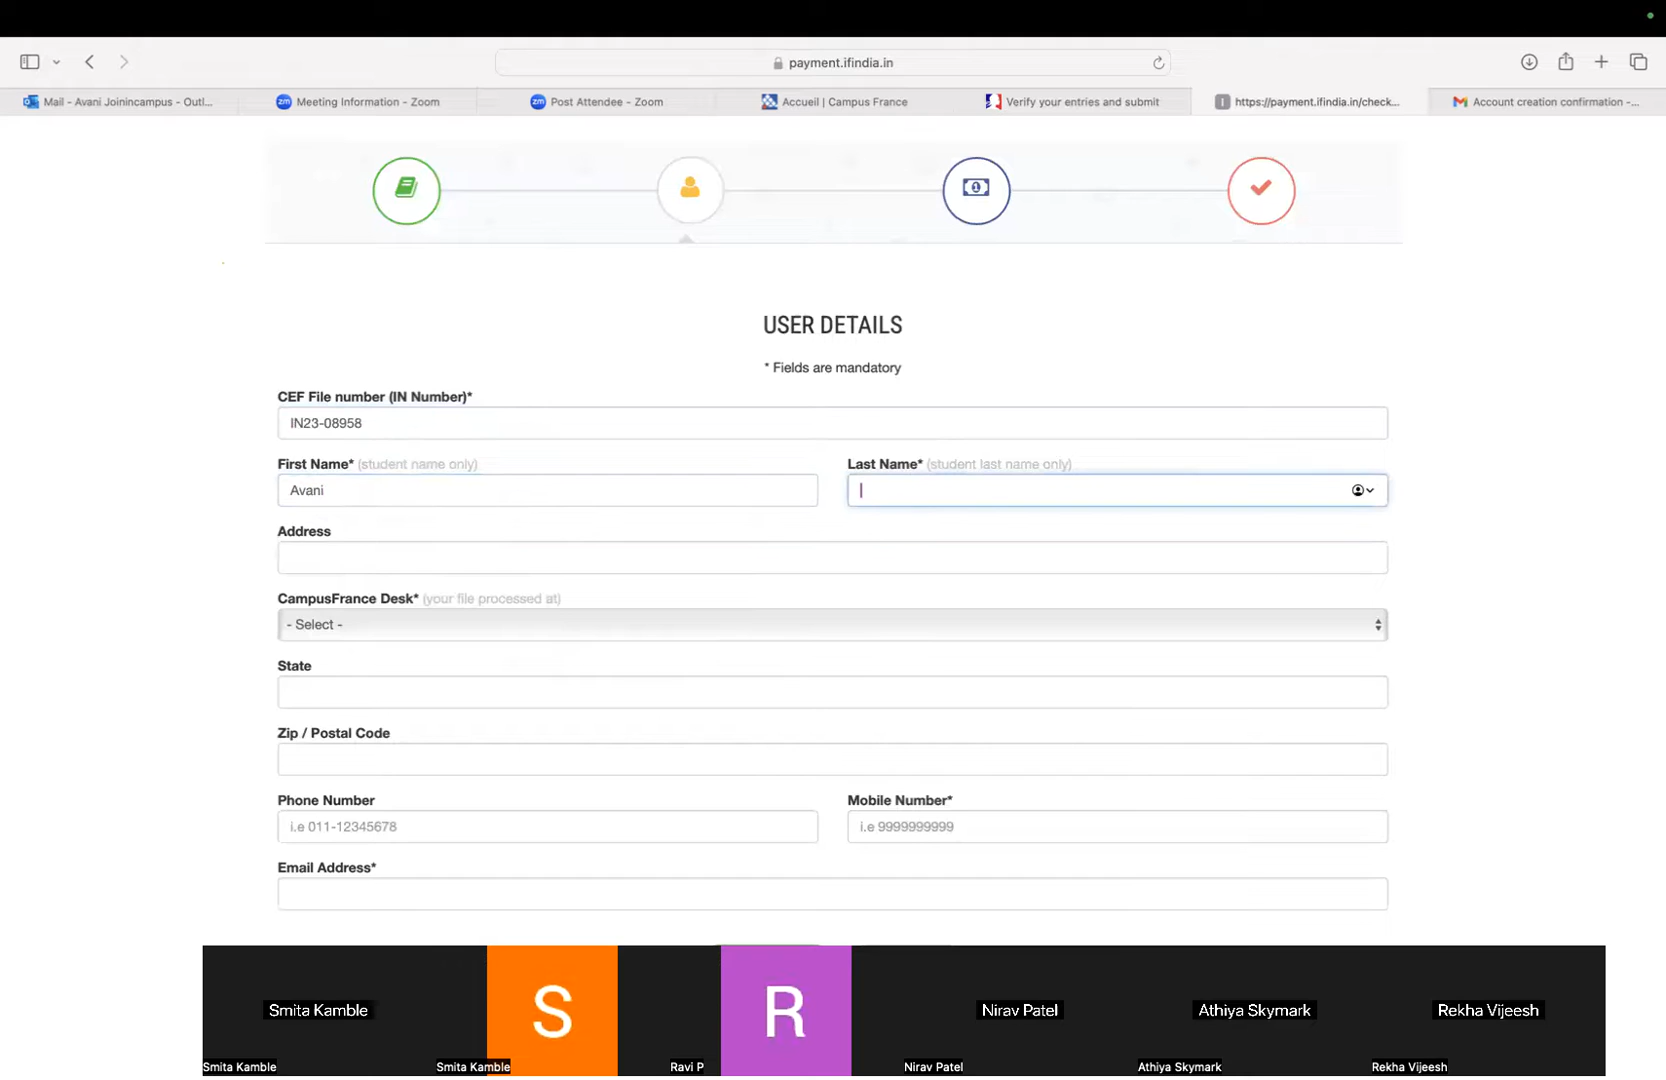 payment.ifindia.in
Mail - Avani Joinincampus - Outl...
Meeting Information - Zoom
Post Attendee - Zoom
Accueil | Campus France
Verify your entries and submit
https://payment.ifindia.in/check...
Account creation confirmation -...
USER DETAILS
* Fields are mandatory
CEF File number (IN Number)*
IN23-08958
First Name* (student name only)
Last Name* (student last name only)
Avani
Address
CampusFrance Desk* (your file processed at)
- Select -
State
Zip / Postal Code
Phone Number
Mobile Number*
i.e 011-12345678
i.e 9999999999
Email Address*
S
R
Smita Kamble
Nirav Patel
Athiya Skymark
Rekha Vijeesh
Smita Kamble
Smita Kamble
Ravi P
Nirav Patel
Athiya Skymark
Rekha Vijeesh